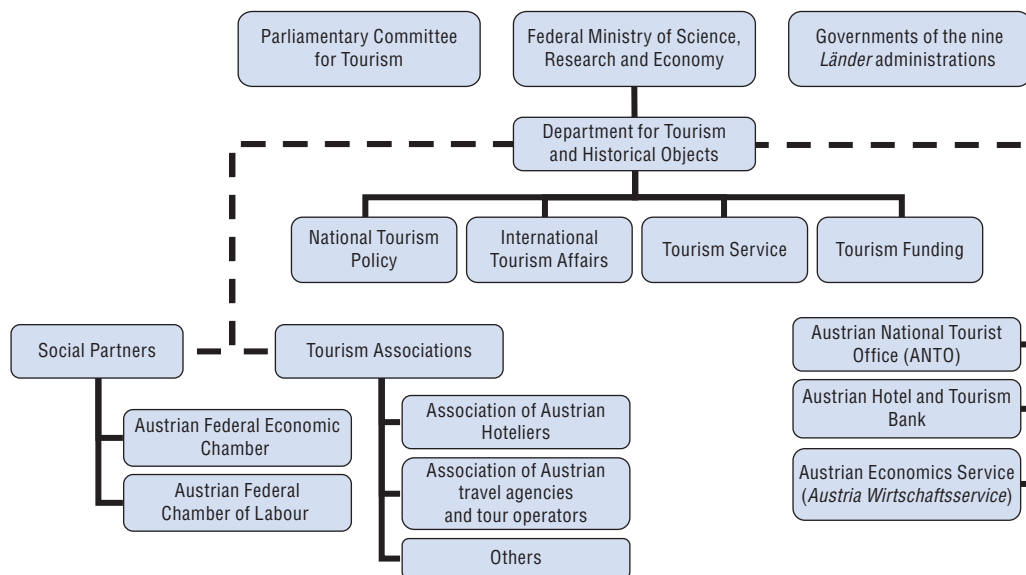 Parliamentary Committee
for Tourism
Federal Ministry of Science,
Research and Economy
Governments of the nine
Länder administrations
Department for Tourism
and Historical Objects
National Tourism
Policy
International
Tourism Affairs
Tourism Service
Tourism Funding
Social Partners
Tourism Associations
Austrian National Tourist
Office (ANTO)
Austrian Federal Economic
Chamber
Association of Austrian
Hoteliers
Austrian Hotel and Tourism
Bank
Austrian Federal
Chamber of Labour
Association of Austrian
travel agencies
and tour operators
Austrian Economics Service
(Austria Wirtschaftsservice)
Others